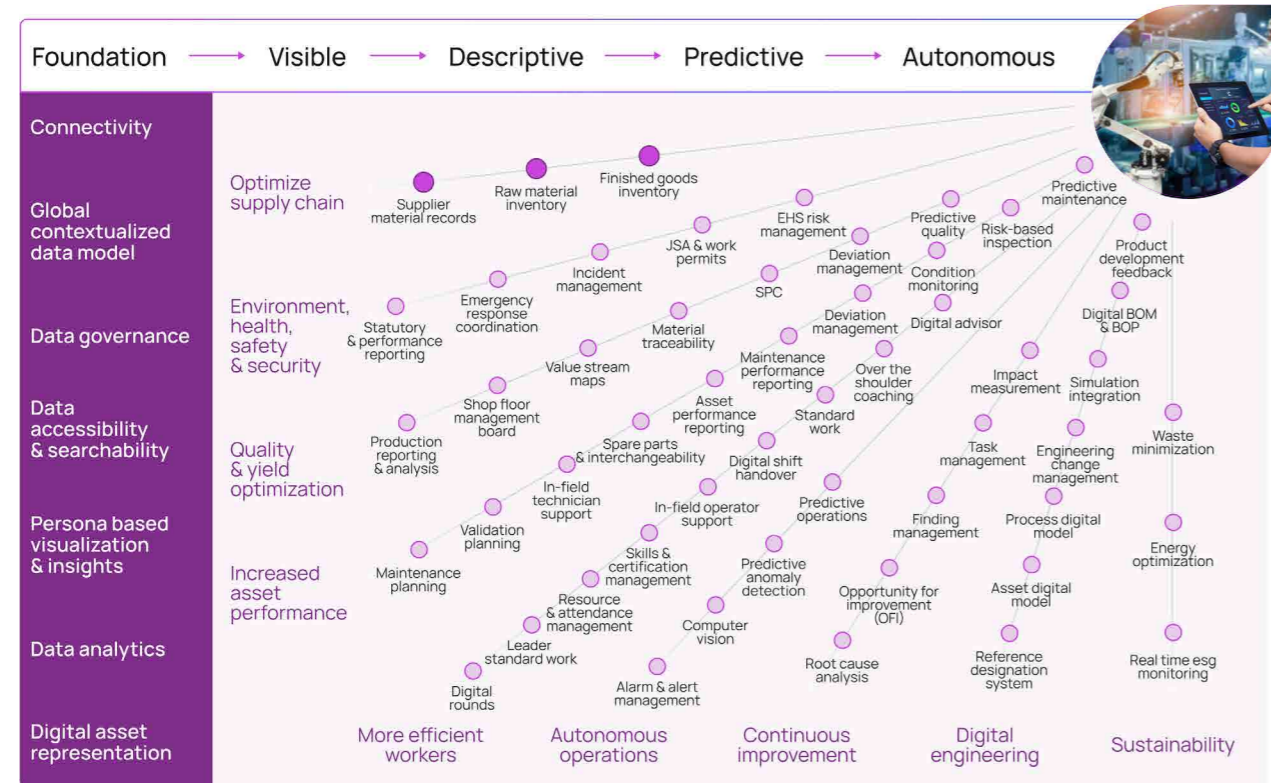 Foundation
Visible
Descriptive
Predictive
Autonomous
Connectivity
Global
contextualized
data model
Data governance
Data
accessibility
& searchability
Persona based
visualization
& insights
Data analytics
Digital asset
representation
Optimize
supply chain
Supplier
material records
Raw material
inventory
Finished goods
inventory
Environment,
health,
safety
& security
Statutory
& performance
reporting
Emergency
response
coordination
Incident
management
JSA & work
permits
EHS risk
management
Quality
& yield
optimization
Production
reporting
& analysis
Shop floor
management
board
Value stream
maps
Material
traceability
SPC
Deviation
management
Predictive
quality
Increased
asset
performance
Maintenance
planning
Validation
planning
In-field
technician
support
Spare parts
& interchangeability
Asset
performance
reporting
Maintenance
performance
reporting
Deviation
management
Condition
monitoring
Risk-based
inspection
Predictive
maintenance
More efficient
workers
Digital
rounds
Leader
standard work
Resource
& attendance
management
Skills &
certification
management
In-field operator
support
Digital shift
handover
Standard
work
Over the
shoulder
coaching
Digital advisor
Autonomous
operations
Alarm & alert
management
Computer
vision
Predictive
anomaly
detection
Predictive
operations
Continuous
improvement
Root cause
analysis
Opportunity for
improvement
(OFI)
Finding
management
Task
management
Impact
measurement
Digital
engineering
Reference
designation
system
Asset digital
model
Process digital
model
Engineering
change
management
Simulation
integration
Digital BOM
& BOP
Product
development
feedback
Sustainability
Real time esg
monitoring
Energy
optimization
Waste
minimization